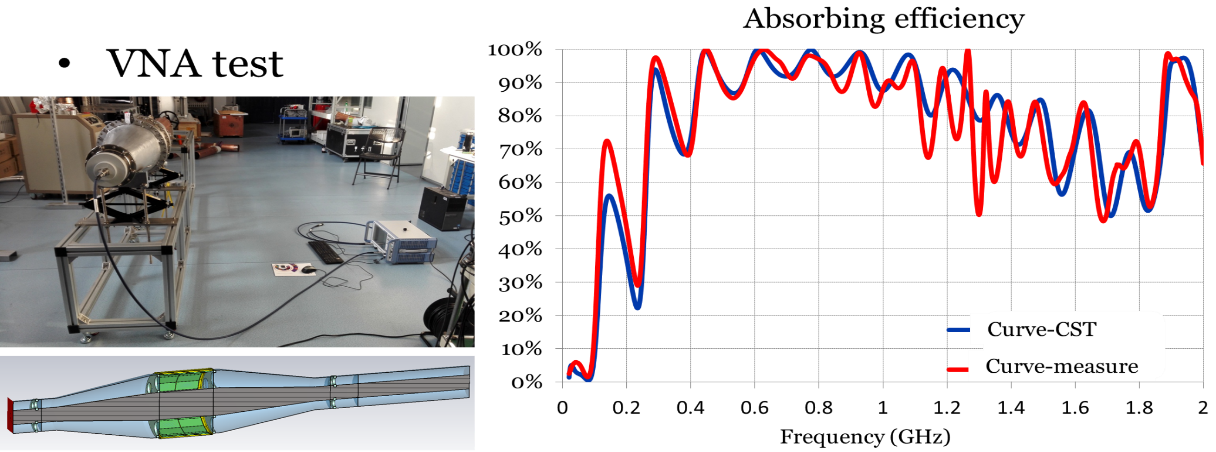 • VNA test
Absorbing efficiency
100%
90%
80%
70%
60%
50%
40%
30%
20%
10%
0%
0 0.2 0.4 0.6 0.8 1 1.2 1.4 1.6 1.8 2
Frequency (GHz)
Curve-CST
Curve-measure